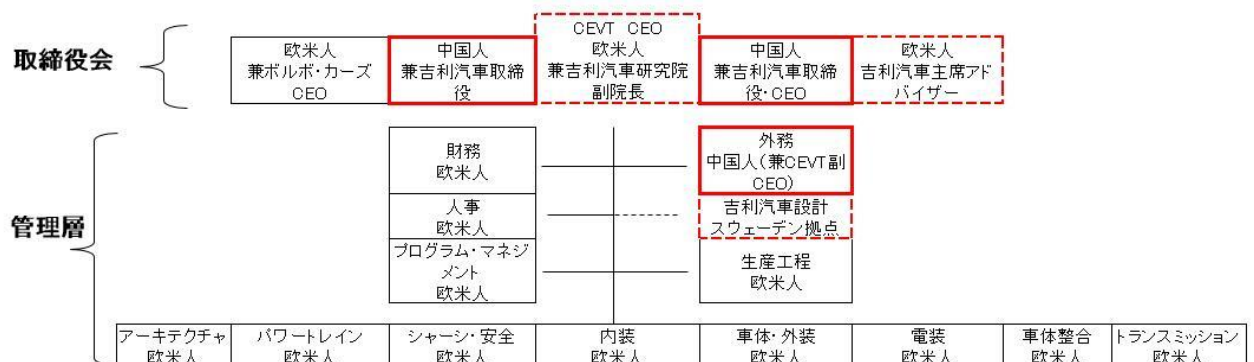 取締役会
欧米人
兼ボルボ・カーズ
CEO
中国人
兼吉利汽車取締
役
CEVT CEO
欧米人
兼吉利汽車研究院
副院長
中国人
兼吉利汽車取締
役・CEO
欧米人
吉利汽車主席アド
バイザー
管理層
財務
欧米人
外務
中国人(兼CEVT副
CEO)
人事
欧米人
吉利汽車設計
スウェーデン拠点
プログラム・マネジ
メント
欧米人
生産工程
欧米人
アーキテクチャ
欧米人
パワートレイン
欧米人
シャーシ・安全
欧米人
内装
欧米人
車体・外装
欧米人
電装
欧米人
車体整合
欧米人
トランスミッション
欧米人